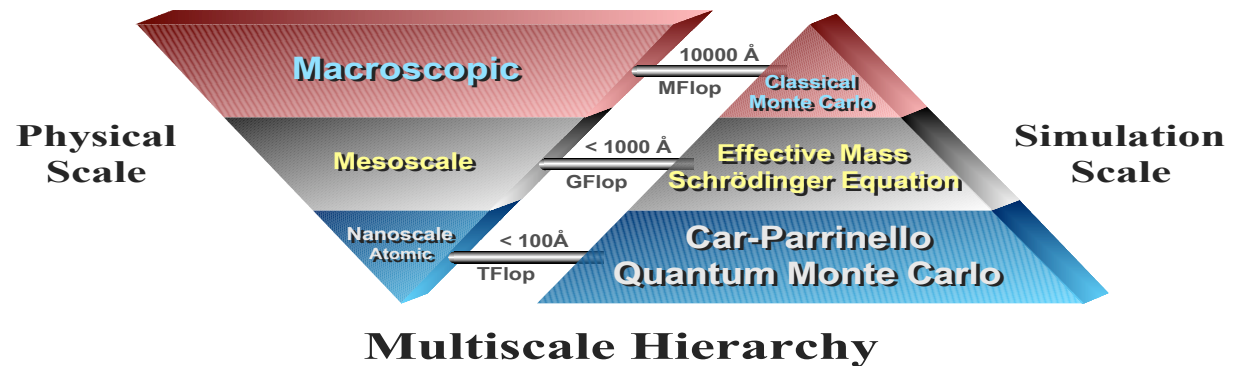 Physical
Scale
Macroscopic
Mesoscale
Nanoscale
Atomic
10000 Å
MFlop
< 1000 Å
GFlop
< 100Å
TFlop
Classical
Monte Carlo
Effective Mass
Schrödinger Equation
Car-Parrinello
Quantum Monte Carlo
Simulation
Scale
Multiscale Hierarchy